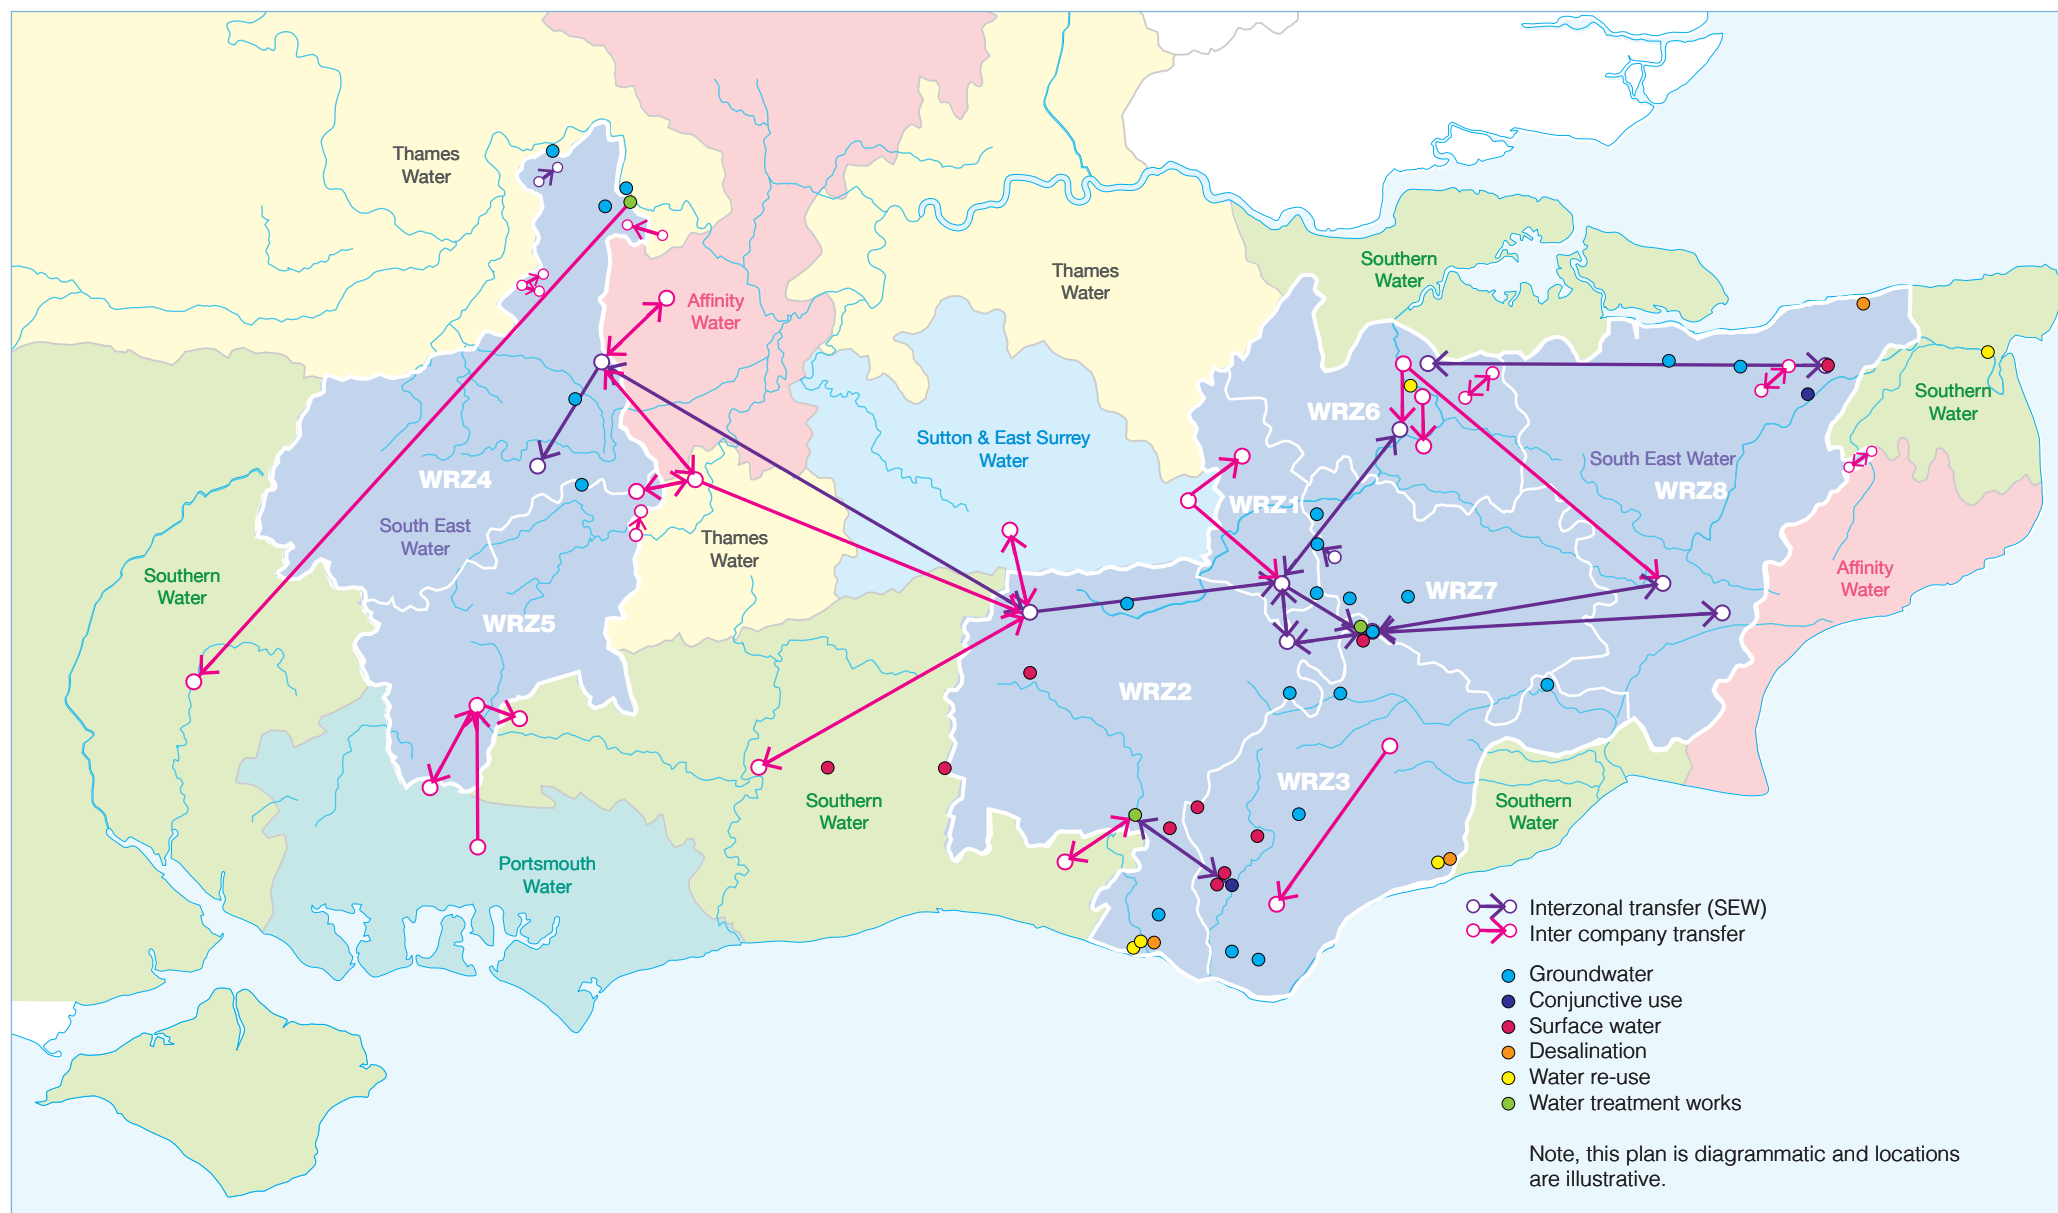 Thames
Water
Affinity
Water
Thames
Water
Southern
Water
WRZ6
Sutton & East Surrey
Water
Southern
Water
WRZ4
South East
Water
South East Water
WRZ8
WRZ1
Thames
Water
Southern
Water
WRZ5
WRZ7
Affinity
Water
WRZ2
WRZ3
Southern
Water
Southern
Water
Portsmouth
Water
Interzonal transfer (SEW)
Inter company transfer
Groundwater
Conjunctive use
Surface water
Desalination
Water re-use
Water treatment works
Note, this plan is diagrammatic and locations
are illustrative.